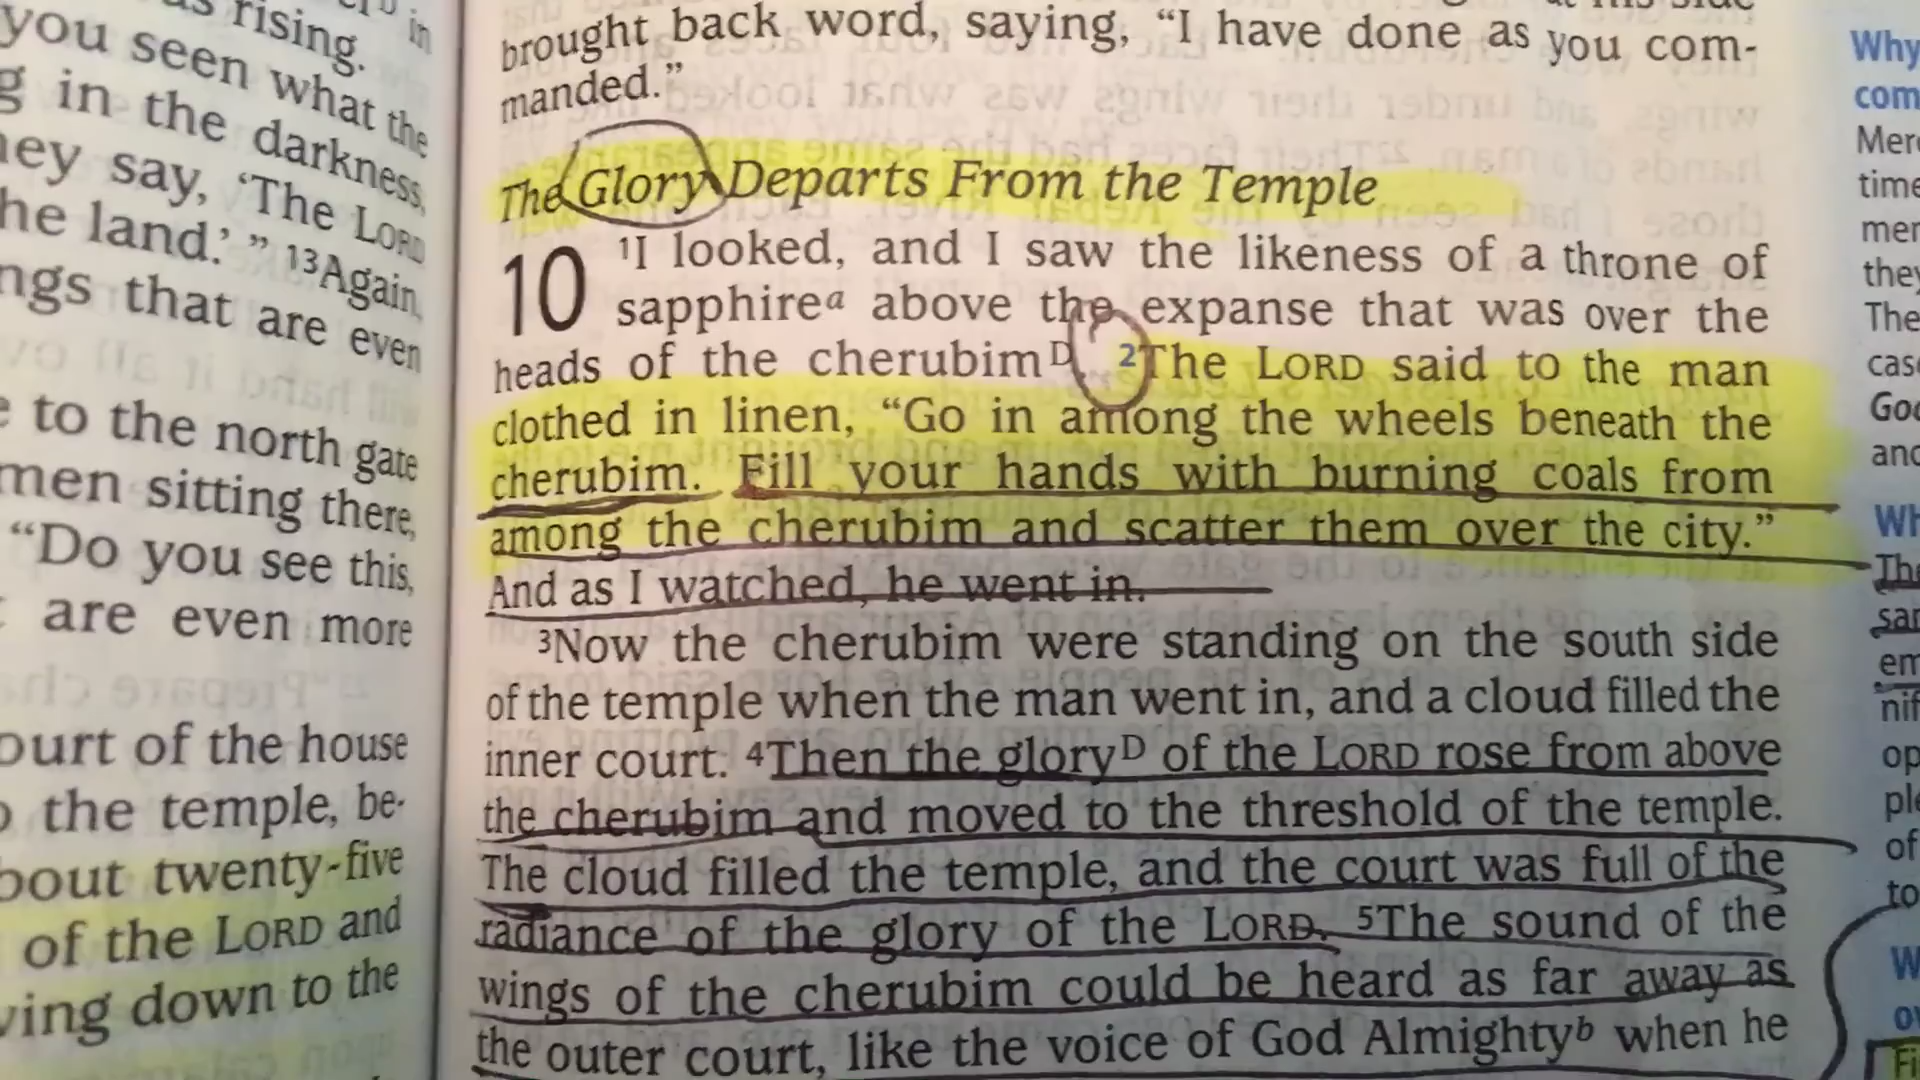 rising.
you seen what the
g in the darkness,
hey say, ‘The LORD
he land.’ ” 13Again,
ngs that are even
e to the north gate
men sitting there,
“Do you see this,
are even more
ourt of the house
o the temple, be-
bout twenty-five
of the LORD and
ving down to the
brought back word, saying, “I have done as you com-
manded.”
The Glory Departs From the Temple
10 1I looked, and I saw the likeness of a throne of
sapphirea above the expanse that was over the
heads of the cherubimD. 2The LORD said to the man
clothed in linen, “Go in among the wheels beneath the
cherubim. Fill your hands with burning coals from
among the cherubim and scatter them over the city.”
And as I watched, he went in.
3Now the cherubim were standing on the south side
of the temple when the man went in, and a cloud filled the
inner court. 4Then the gloryD of the LORD rose from above
the cherubim and moved to the threshold of the temple.
The cloud filled the temple, and the court was full of the
radiance of the glory of the LORD. 5The sound of the
wings of the cherubim could be heard as far away as
the outer court, like the voice of God Almightyb when he
Why
com
Merc
time
mer
they
The
case
God
and
Wh
The
sam
em
nif
op
ple
of
to
W